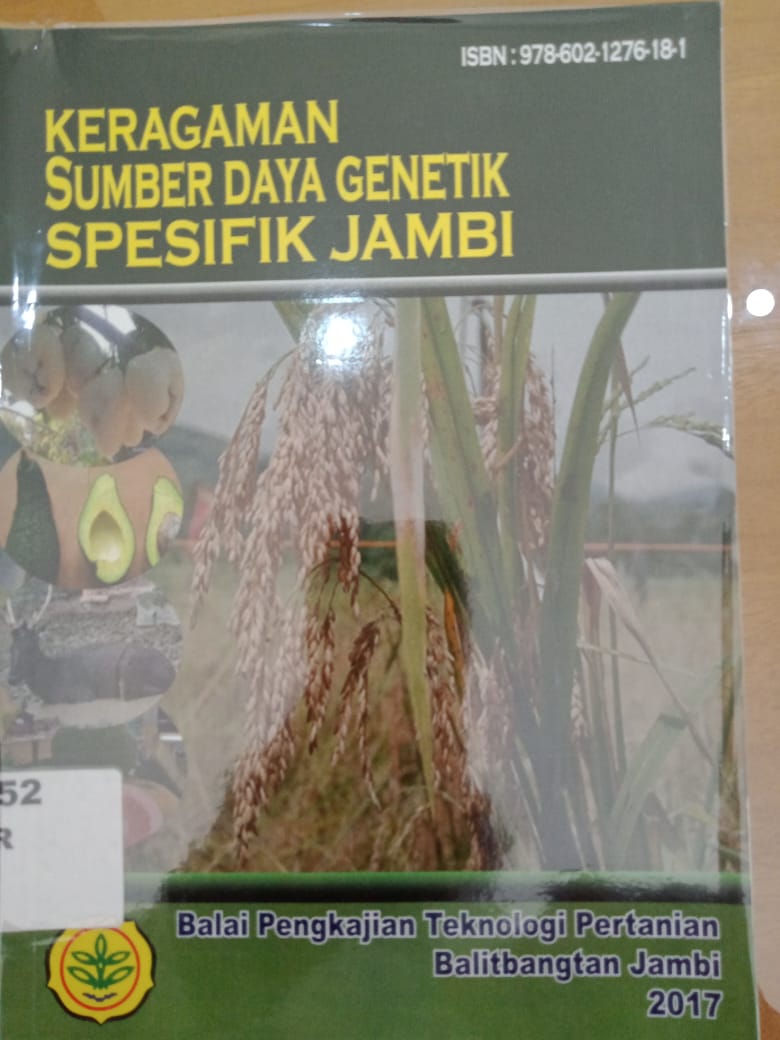 ISBN : 978-602-1276-18-1
KERAGAMAN
SUMBER DAYA GENETIK
SPESIFIK JAMBI
52
R
Balai Pengkajian Teknologi Pertanian
Balitbangtan Jambi
2017